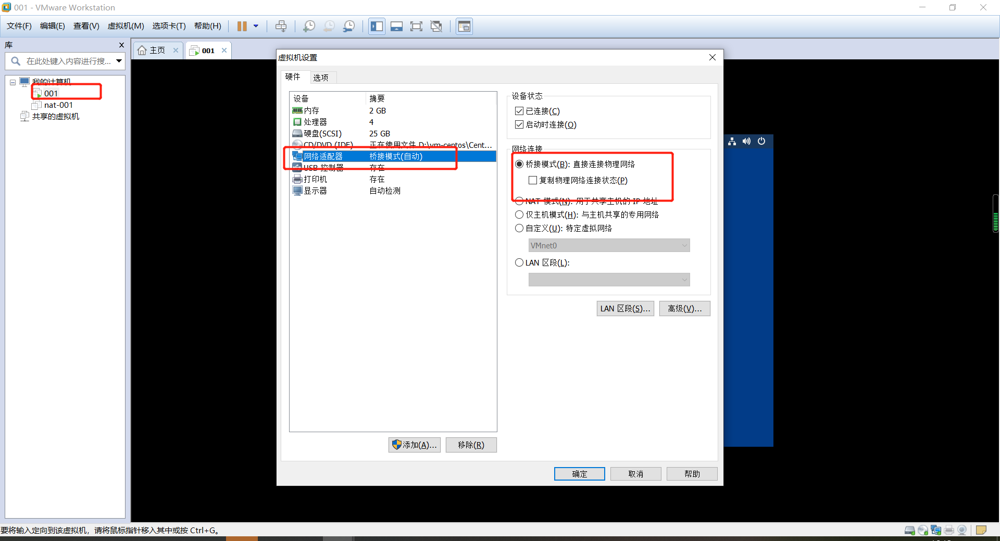 001 - VMware Workstation
文件(F) 编辑(E) 查看(V) 虚拟机(M) 选项卡(T) 帮助(H)
库
在此处键入内容进行搜...
我的计算机
001
nat-001
共享的虚拟机
主页
001
虚拟机设置
硬件
选项
设备 摘要
内存 2 GB
处理器 4
硬盘(SCSI) 25 GB
CD/DVD (IDE) 正在使用文件 D:\vm-centos\Cent...
网络适配器 桥接模式(自动)
USB 控制器 存在
打印机 存在
显示器 自动检测
添加(A)...
移除(R)
设备状态
已连接(C)
启动时连接(O)
网络连接
桥接模式(B): 直接连接物理网络
复制物理网络连接状态(P)
NAT 模式(N): 用于共享主机的 IP 地址
仅主机模式(H): 与主机共享的专用网络
自定义(U): 特定虚拟网络
VMnet0
LAN 区段(L):
LAN 区段(S)...
高级(V)...
确定
取消
帮助
要将输入定向到该虚拟机，请将鼠标指针移入其中或按 Ctrl+G。